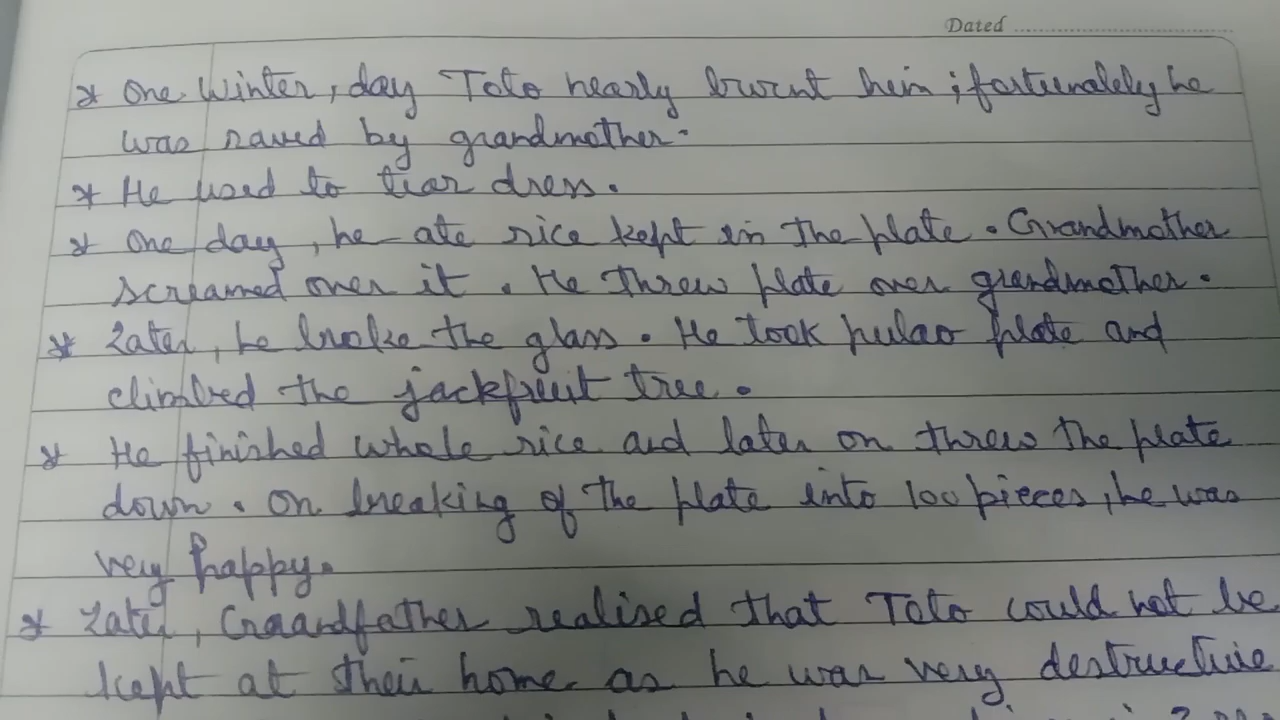 Dated
* One Winter, day Toto nearly burnt him ; fortunately he
was saved by grandmother.
* He used to tear dress.
* One day, he ate rice kept in the plate. Grandmother
screamed over it. He threw plate over grandmother.
* Later, he broke the glass. He took pulao plate and
climbed the jackfruit tree.
* He finished whole rice and later on threw the plate
down. On breaking of the plate into 100 pieces, he was
very happy.
* Later, Graandfather realised that Toto could not be
kept at their home as he was very destructive